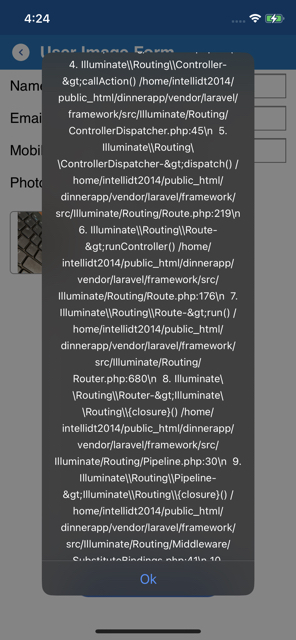 4:24
User Image Form
Name
Emai
Mobil
Photo
4. Illuminate\\Routing\\Controller-
&gt;callAction() /home/intellidt2014/
public_html/dinnerapp/vendor/laravel/
framework/src/Illuminate/Routing/
ControllerDispatcher.php:45\n 5.
Illuminate\\Routing\
\ControllerDispatcher-&gt;dispatch() /
home/intellidt2014/public_html/
dinnerapp/vendor/laravel/framework/
src/Illuminate/Routing/Route.php:219\n
6. Illuminate\\Routing\\Route-
&gt;runController() /home/
intellidt2014/public_html/dinnerapp/
vendor/laravel/framework/src/
Illuminate/Routing/Route.php:176\n 7.
Illuminate\\Routing\\Route-&gt;run() /
home/intellidt2014/public_html/
dinnerapp/vendor/laravel/framework/
src/Illuminate/Routing/
Router.php:680\n 8. Illuminate\
\Routing\\Router-&gt;Illuminate\
\Routing\\{closure}() /home/
intellidt2014/public_html/dinnerapp/
vendor/laravel/framework/src/
Illuminate/Routing/Pipeline.php:30\n 9.
Illuminate\\Routing\\Pipeline-
&gt;Illuminate\\Routing\\{closure}() /
home/intellidt2014/public_html/
dinnerapp/vendor/laravel/framework/
src/Illuminate/Routing/Middleware/
SubstituteBindings.php:41\n 10.
Ok